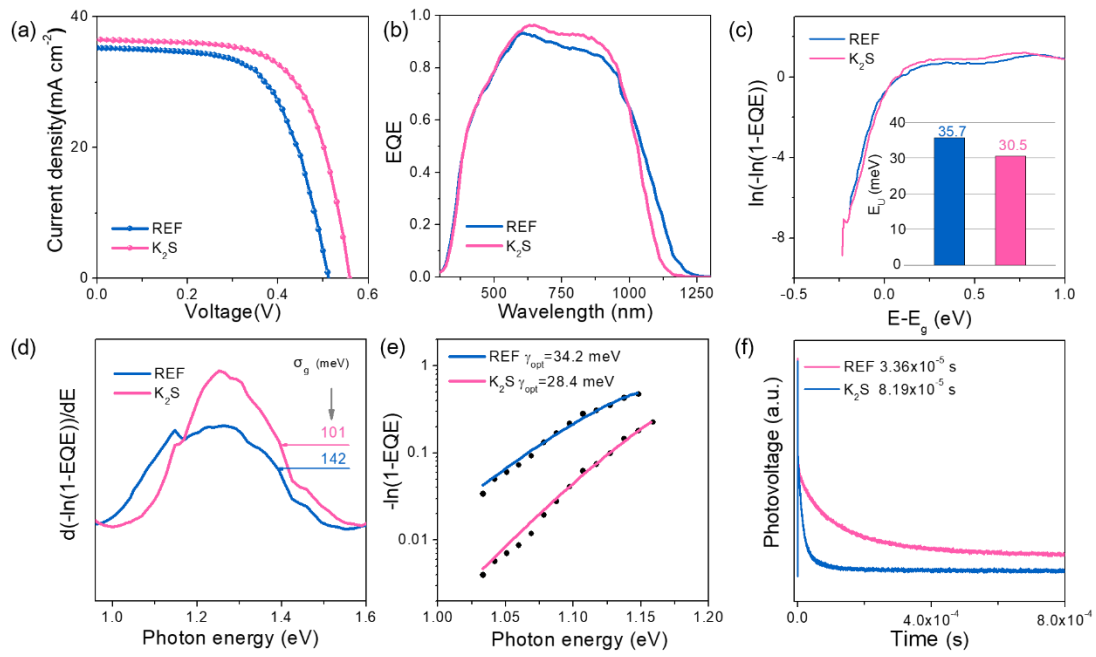 (a)
Current density(mA cm⁻²)
40
20
0
REF
K₂S
0.0 0.2 0.4 0.6
Voltage(V)
(b)
EQE
1.0
0.8
0.6
0.4
0.2
0.0
REF
K₂S
500 750 1000 1250
Wavelength (nm)
(c)
REF
K₂S
ln(-ln(1-EQE))
0
-4
-8
-0.5 0.0 0.5 1.0
E-E_g (eV)
E_U (meV)
40
30
20
10
0
35.7
30.5
(d)
REF
K₂S
σ_g (meV)
101
142
d(-ln(1-EQE))/dE
1.0 1.2 1.4 1.6
Photon energy (eV)
(e)
REF γ_opt=34.2 meV
K₂S γ_opt=28.4 meV
-ln(1-EQE)
1
0.1
0.01
1.00 1.05 1.10 1.15 1.20
Photon energy (eV)
(f)
REF 3.36x10⁻⁵ s
K₂S 8.19x10⁻⁵ s
Photovoltage (a.u.)
0.0 4.0x10⁻⁴ 8.0x10⁻⁴
Time (s)